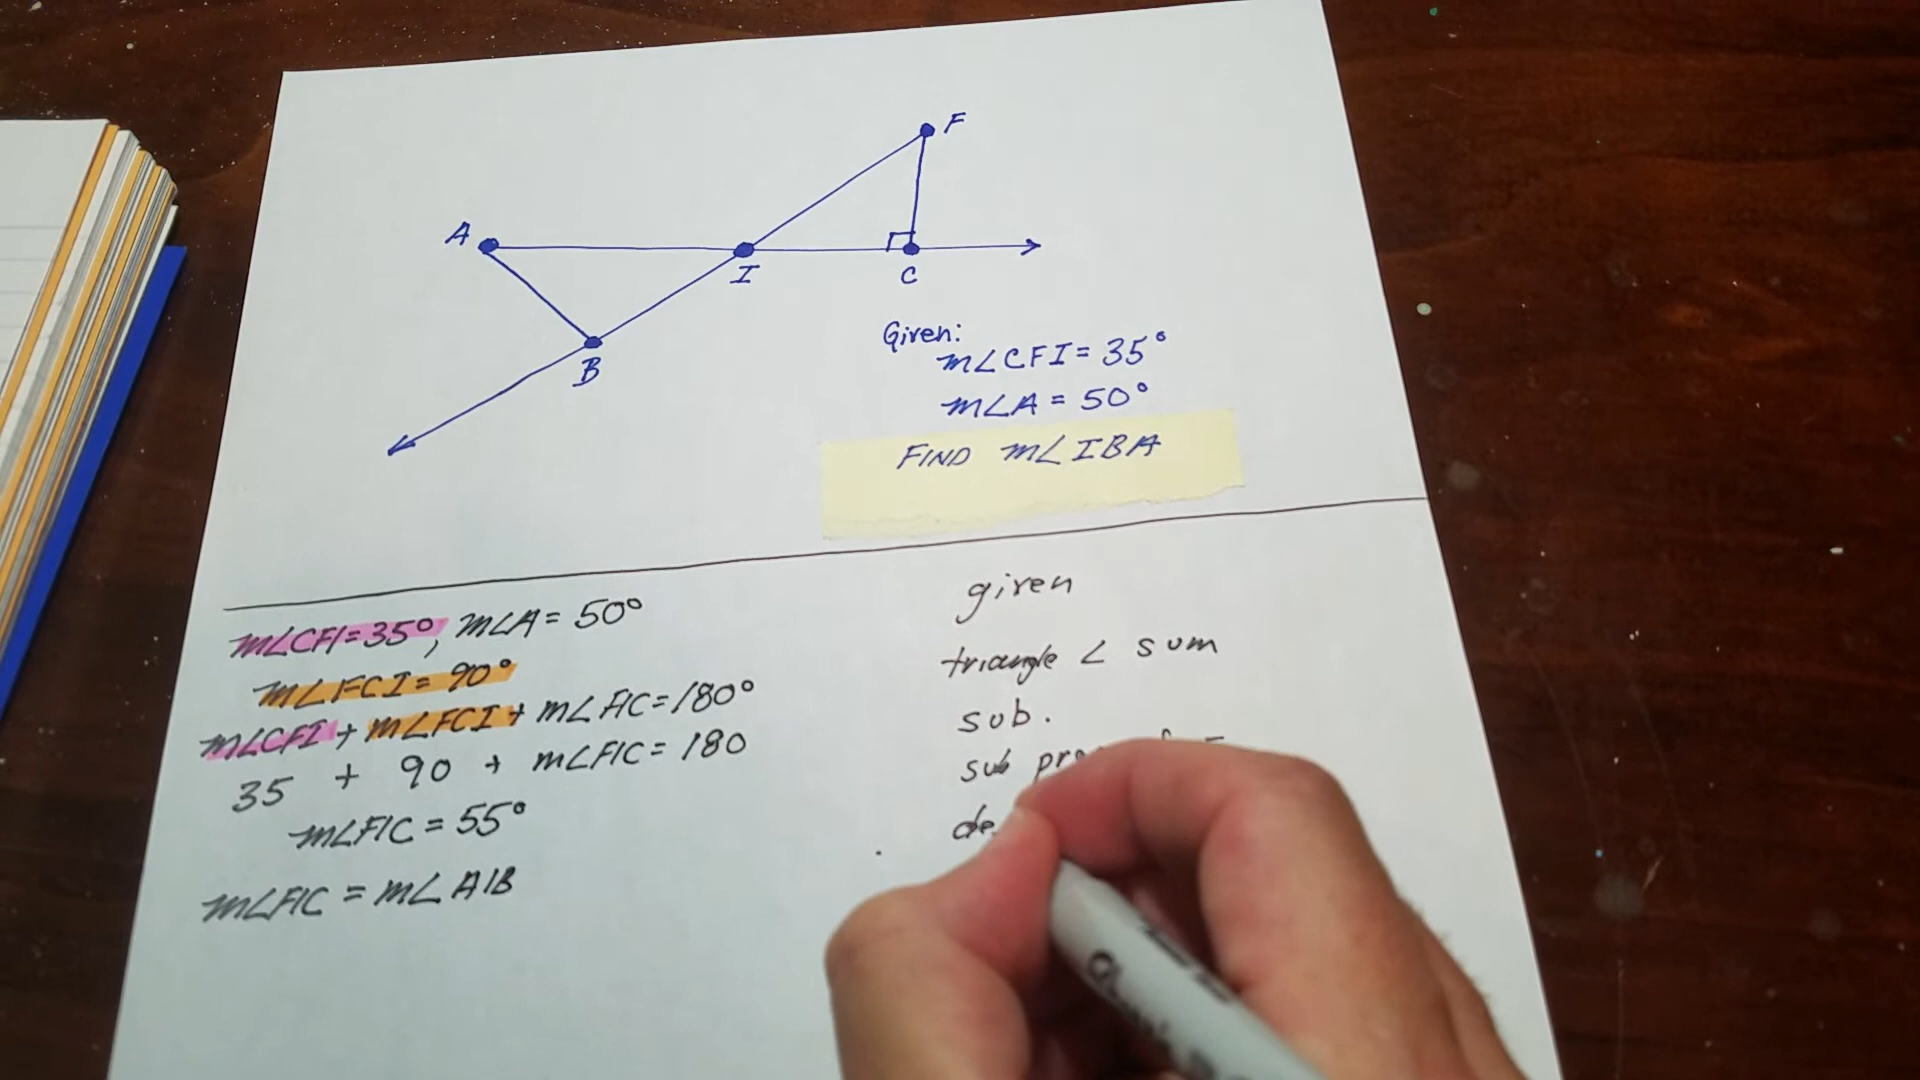 F
A
I
C
B
Given:
m∠CFI = 35°
m∠A = 50°
FIND m∠IBA
m∠CFI = 35°, m∠A = 50°
given
m∠FCI = 90°
m∠CFI + m∠FCI + m∠FIC = 180°
triangle ∠ sum
35 + 90 + m∠FIC = 180
sub.
m∠FIC = 55°
sub
m∠FIC = m∠AIB